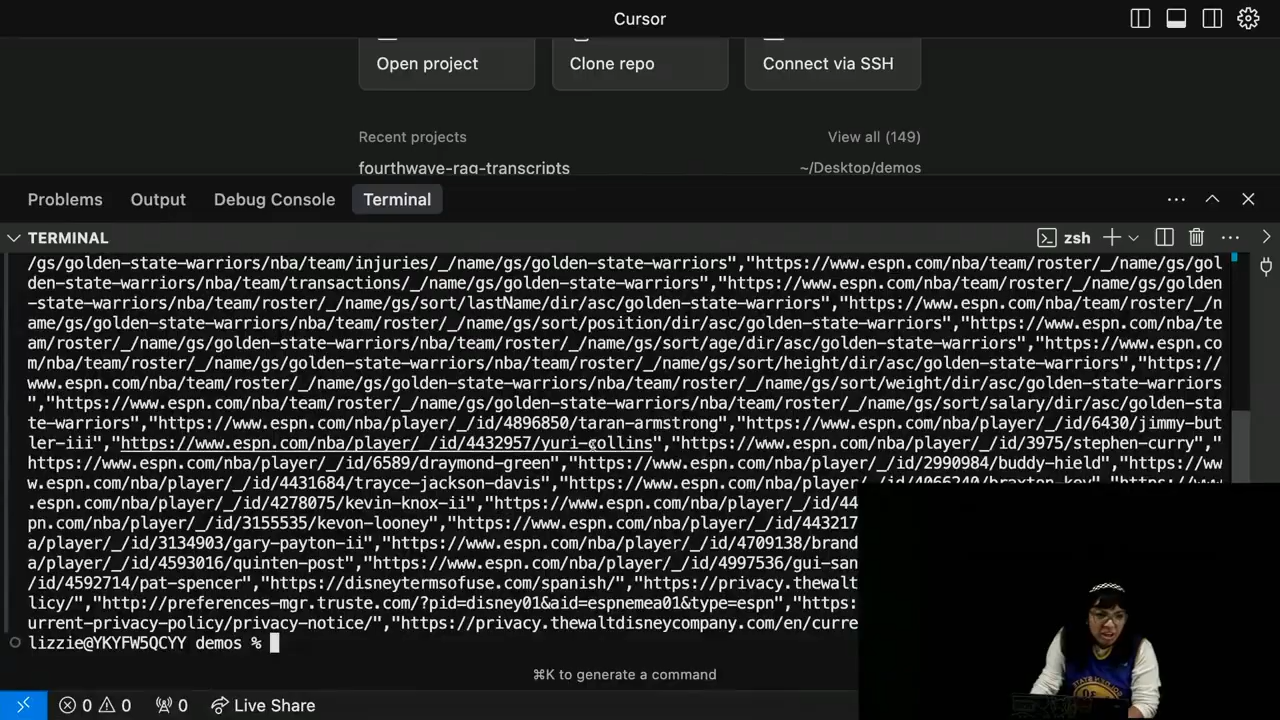 Cursor
Open project
Clone repo
Connect via SSH
Recent projects
View all (149)
fourthwave-rag-transcripts
~/Desktop/demos
Problems
Output
Debug Console
Terminal
TERMINAL
zsh
/gs/golden-state-warriors/nba/team/injuries/_/name/gs/golden-state-warriors","https://www.espn.com/nba/team/roster/_/name/gs/gol
den-state-warriors/nba/team/transactions/_/name/gs/golden-state-warriors","https://www.espn.com/nba/team/roster/_/name/gs/golden
-state-warriors/nba/team/roster/_/name/gs/sort/lastName/dir/asc/golden-state-warriors","https://www.espn.com/nba/team/roster/_/n
ame/gs/golden-state-warriors/nba/team/roster/_/name/gs/sort/position/dir/asc/golden-state-warriors","https://www.espn.com/nba/te
am/roster/_/name/gs/golden-state-warriors/nba/team/roster/_/name/gs/sort/age/dir/asc/golden-state-warriors","https://www.espn.co
m/nba/team/roster/_/name/gs/golden-state-warriors/nba/team/roster/_/name/gs/sort/height/dir/asc/golden-state-warriors","https://
www.espn.com/nba/team/roster/_/name/gs/golden-state-warriors/nba/team/roster/_/name/gs/sort/weight/dir/asc/golden-state-warriors
","https://www.espn.com/nba/team/roster/_/name/gs/golden-state-warriors/nba/team/roster/_/name/gs/sort/salary/dir/asc/golden-sta
te-warriors","https://www.espn.com/nba/player/_/id/4896850/taran-armstrong","https://www.espn.com/nba/player/_/id/6430/jimmy-but
ler-iii","https://www.espn.com/nba/player/_/id/4432957/yuri-collins","https://www.espn.com/nba/player/_/id/3975/stephen-curry","
https://www.espn.com/nba/player/_/id/6589/draymond-green","https://www.espn.com/nba/player/_/id/2990984/buddy-hield","https://ww
w.espn.com/nba/player/_/id/4431684/trayce-jackson-davis","https://www.espn.com/nba/player/_/id/4066240/braxton-key","https://www
.espn.com/nba/player/_/id/4278075/kevin-knox-ii","https://www.espn.com/nba/player/_/id/44
pn.com/nba/player/_/id/3155535/kevon-looney","https://www.espn.com/nba/player/_/id/443217
a/player/_/id/3134903/gary-payton-ii","https://www.espn.com/nba/player/_/id/4709138/brand
a/player/_/id/4593016/quinten-post","https://www.espn.com/nba/player/_/id/4997536/gui-san
/id/4592714/pat-spencer","https://disneytermsofuse.com/spanish/","https://privacy.thewalt
licy/","http://preferences-mgr.truste.com/?pid=disney01&aid=espnemea01&type=espn","https:
urrent-privacy-policy/privacy-notice/","https://privacy.thewaltdisneycompany.com/en/curre
lizzie@YKYFW5QCYY demos %
⌘K to generate a command
0
0
0
Live Share